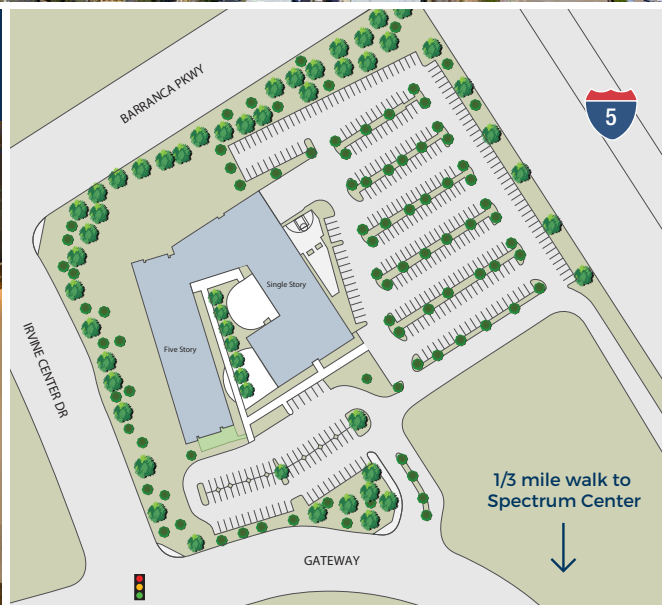 BARRANCA PKWY
5
Single Story
Five Story
IRVINE CENTER DR
1/3 mile walk to
Spectrum Center
GATEWAY